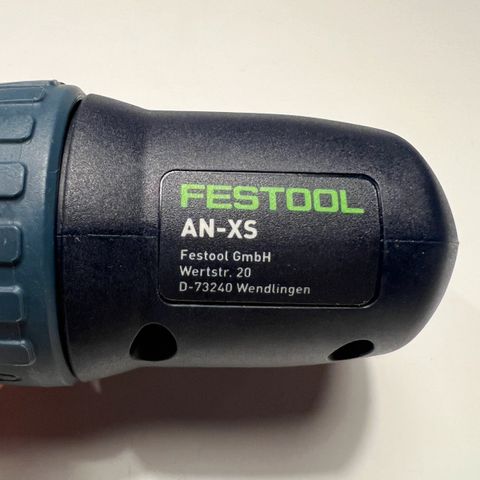 FESTOOL
AN-XS
Festool GmbH
Wertstr. 20
D-73240 Wendlingen